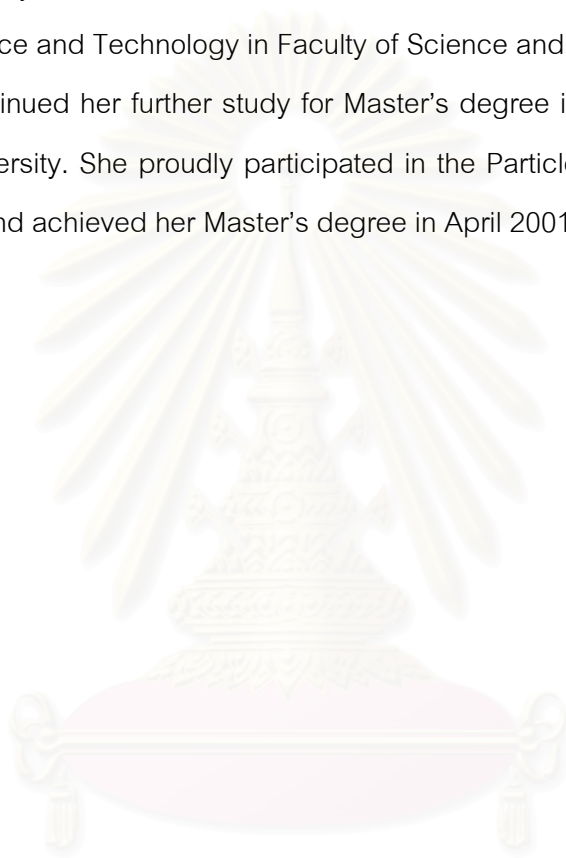 ce and Technology in Faculty of Science and
inued her further study for Master's degree i
ersity. She proudly participated in the Particle
nd achieved her Master's degree in April 2001